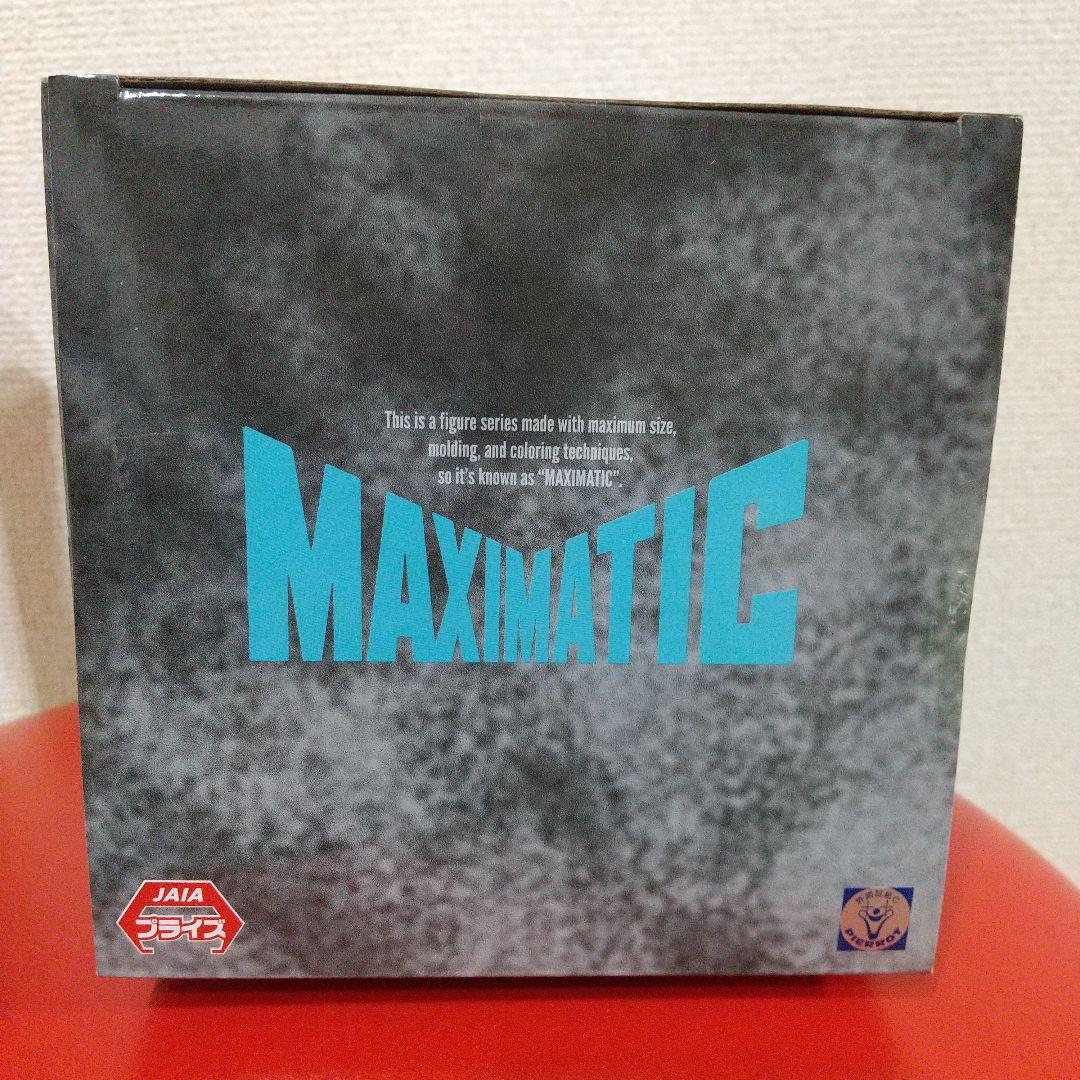 This is a figure series made with maximum size,
molding, and coloring techniques,
so it's known as "MAXIMATIC".
MAXIMATIC
JAIA
プライズ
PIERROT